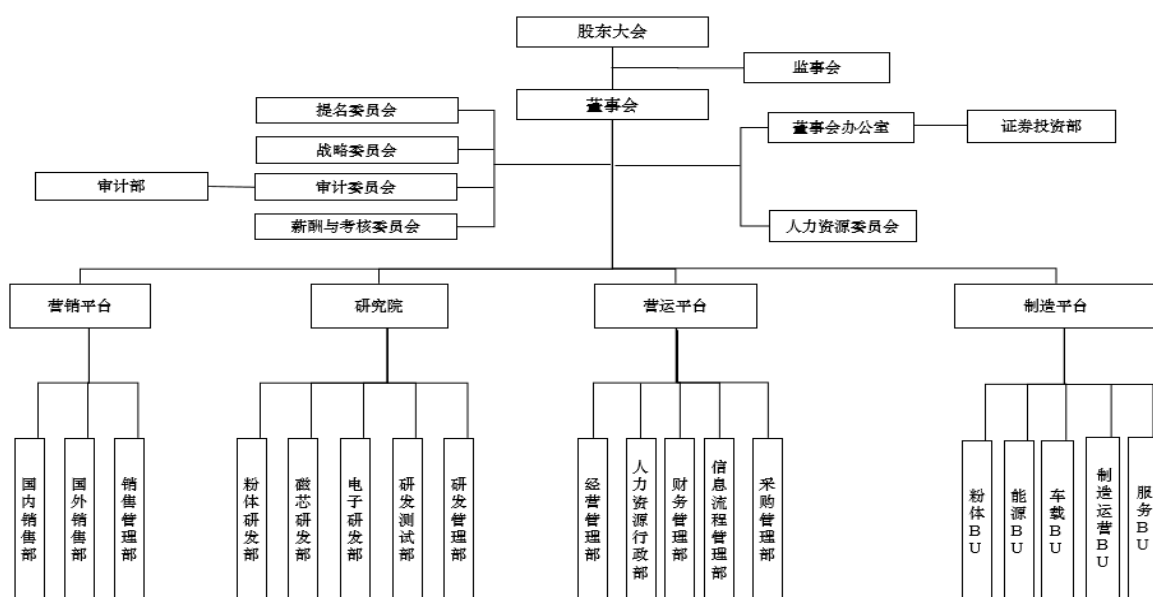 股东大会
监事会
董事会
提名委员会
战略委员会
审计部
审计委员会
薪酬与考核委员会
董事会办公室
证券投资部
人力资源委员会
营销平台
研究院
营运平台
制造平台
国内销售部
国外销售部
销售管理部
粉体研发部
磁芯研发部
电子研发部
研发测试部
研发管理部
经营管理部
人力资源行政部
财务管理部
信息流程管理部
采购管理部
粉体BU
能源BU
车载BU
制造运营BU
服务BU